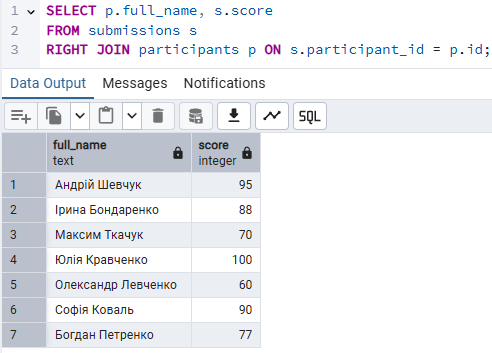 1 SELECT p.full_name, s.score
2 FROM submissions s
3 RIGHT JOIN participants p ON s.participant_id = p.id;
Data Output Messages Notifications
SQL
full_name score
text integer
1 Андрій Шевчук 95
2 Ірина Бондаренко 88
3 Максим Ткачук 70
4 Юлія Кравченко 100
5 Олександр Левченко 60
6 Софія Коваль 90
7 Богдан Петренко 77